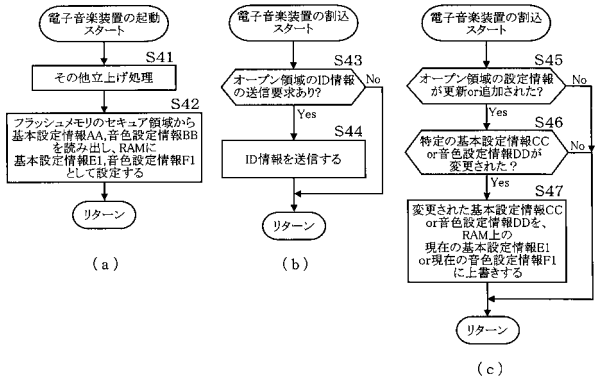 電子音楽装置の起動
スタート
S41
その他立上げ処理
S42
フラッシュメモリのセキュア領域から
基本設定情報AA,音色設定情報BB
を読み出し、RAMに
基本設定情報E1,音色設定情報F1
として設定する
リターン
(a)
電子音楽装置の割込
スタート
S43
オープン領域のID情報
の送信要求あり?
No
Yes
S44
ID情報を送信する
リターン
(b)
電子音楽装置の割込
スタート
S45
オープン領域の設定情報
が更新or追加された?
No
Yes
S46
特定の基本設定情報CC
or音色設定情報DDが
変更された?
No
Yes
S47
変更された基本設定情報CC
or音色設定情報DDを、
RAM上の
現在の基本設定情報E1
or現在の音色設定情報F1
に上書きする
リターン
(c)